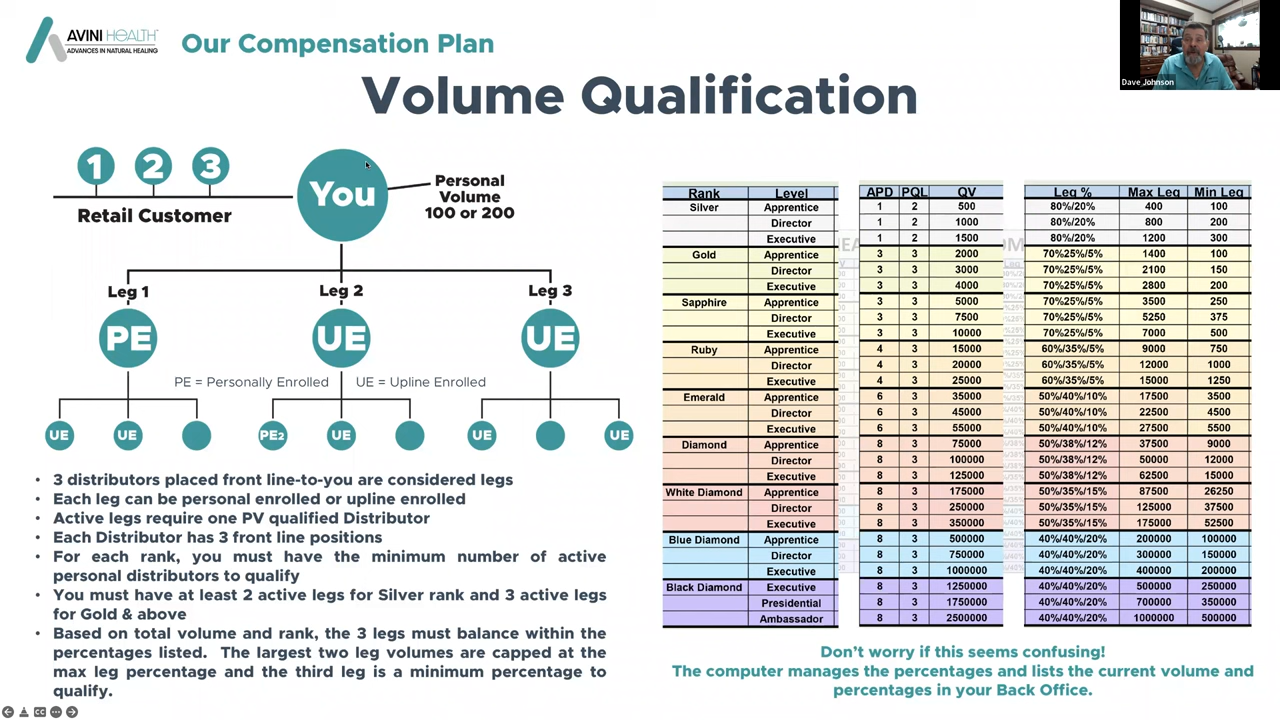 AVINI HEALTH
ADVANCES IN NATURAL HEALING
Our Compensation Plan
Dave Johnson
Volume Qualification
1 2 3
Retail Customer
You
Personal
Volume
100 or 200
Leg 1 Leg 2 Leg 3
PE UE UE
PE = Personally Enrolled UE = Upline Enrolled
UE UE PE2 UE UE UE
• 3 distributors placed front line-to-you are considered legs
• Each leg can be personal enrolled or upline enrolled
• Active legs require one PV qualified Distributor
• Each Distributor has 3 front line positions
• For each rank, you must have the minimum number of active
personal distributors to qualify
• You must have at least 2 active legs for Silver rank and 3 active legs
for Gold & above
• Based on total volume and rank, the 3 legs must balance within the
percentages listed. The largest two leg volumes are capped at the
max leg percentage and the third leg is a minimum percentage to
qualify.
Rank Level APD PQL QV Leg % Max Leg Min Leg
Silver Apprentice 1 2 500 80%/20% 400 100
Director 1 2 1000 80%/20% 800 200
Executive 1 2 1500 80%/20% 1200 300
Gold Apprentice 3 3 2000 70%25%/5% 1400 100
Director 3 3 3000 70%25%/5% 2100 150
Executive 3 3 4000 70%25%/5% 2800 200
Sapphire Apprentice 3 3 5000 70%25%/5% 3500 250
Director 3 3 7500 70%25%/5% 5250 375
Executive 3 3 10000 70%25%/5% 7000 500
Ruby Apprentice 4 3 15000 60%/35%/5% 9000 750
Director 4 3 20000 60%/35%/5% 12000 1000
Executive 4 3 25000 60%/35%/5% 15000 1250
Emerald Apprentice 6 3 35000 50%/40%/10% 17500 3500
Director 6 3 45000 50%/40%/10% 22500 4500
Executive 6 3 55000 50%/40%/10% 27500 5500
Diamond Apprentice 8 3 75000 50%/38%/12% 37500 9000
Director 8 3 100000 50%/38%/12% 50000 12000
Executive 8 3 125000 50%/38%/12% 62500 15000
White Diamond Apprentice 8 3 175000 50%/35%/15% 87500 26250
Director 8 3 250000 50%/35%/15% 125000 37500
Executive 8 3 350000 50%/35%/15% 175000 52500
Blue Diamond Apprentice 8 3 500000 40%/40%/20% 200000 100000
Director 8 3 750000 40%/40%/20% 300000 150000
Executive 8 3 1000000 40%/40%/20% 400000 200000
Black Diamond Executive 8 3 1250000 40%/40%/20% 500000 250000
Presidential 8 3 1750000 40%/40%/20% 700000 350000
Ambassador 8 3 2500000 40%/40%/20% 1000000 500000
Don’t worry if this seems confusing!
The computer manages the percentages and lists the current volume and
percentages in your Back Office.